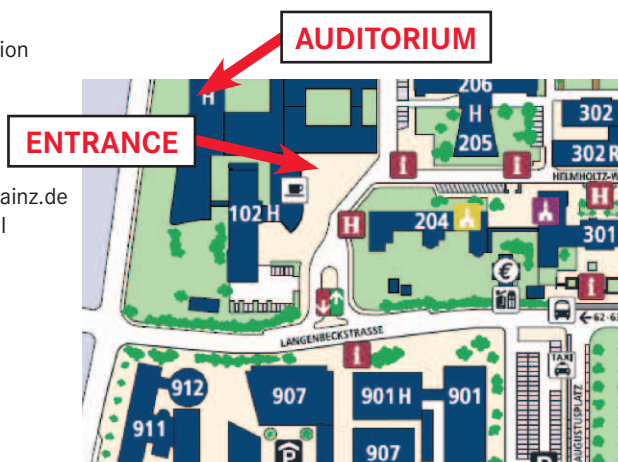 ion
AUDITORIUM
ENTRANCE
ainz.de
l
H
206
H
205
302
302 R
i
i
HELMHOLTZ-W
H
102 H
H
204
301
€
i
←62-6
LANGENBECKSTRASSE
i
TAXI
912
907
901 H
901
911
907
P
AUGUSTUSPLATZ
P